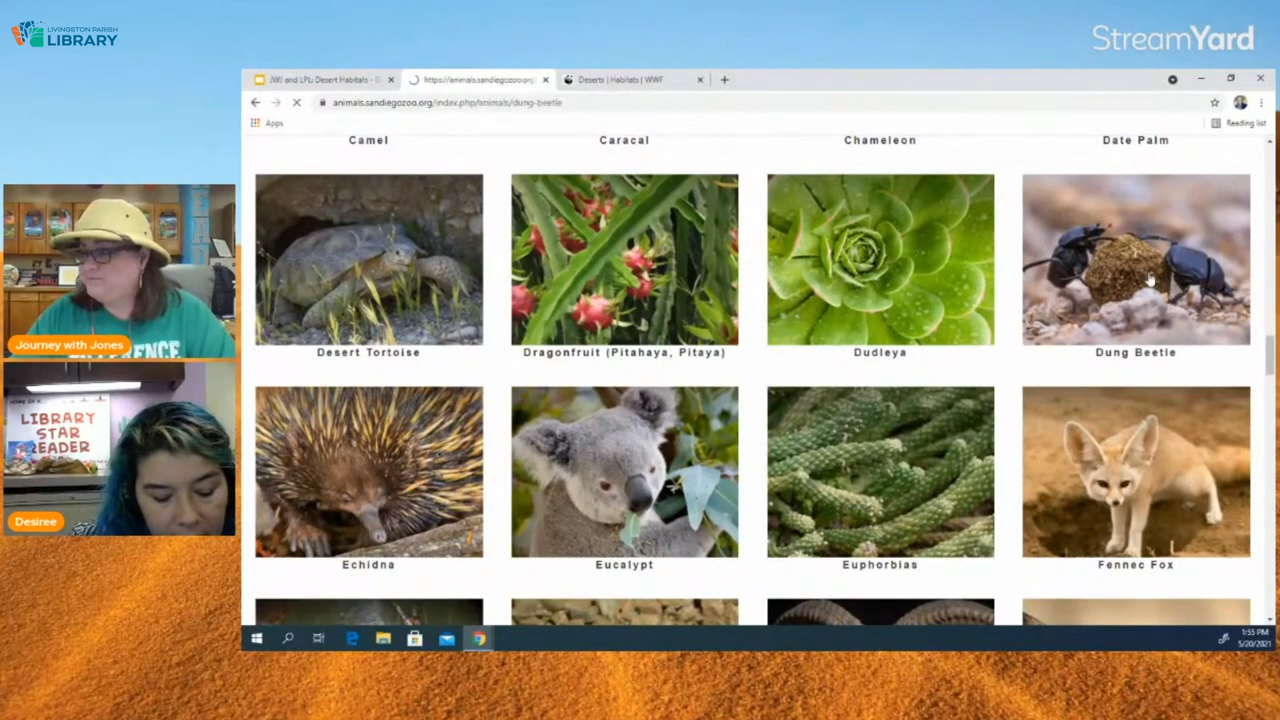 LIVINGSTON PARISH
LIBRARY
StreamYard
JWJ and LPL: Desert Habitats - G
https://animals.sandiegozoo.org
Deserts | Habitats | WWF
animals.sandiegozoo.org/index.php/animals/dung-beetle
Apps
Reading list
Camel
Caracal
Chameleon
Date Palm
Desert Tortoise
Dragonfruit (Pitahaya, Pitaya)
Dudleya
Dung Beetle
Echidna
Eucalypt
Euphorbias
Fennec Fox
Journey with Jones
LIBRARY
STAR
READER
Desiree
1:55 PM
5/20/2021